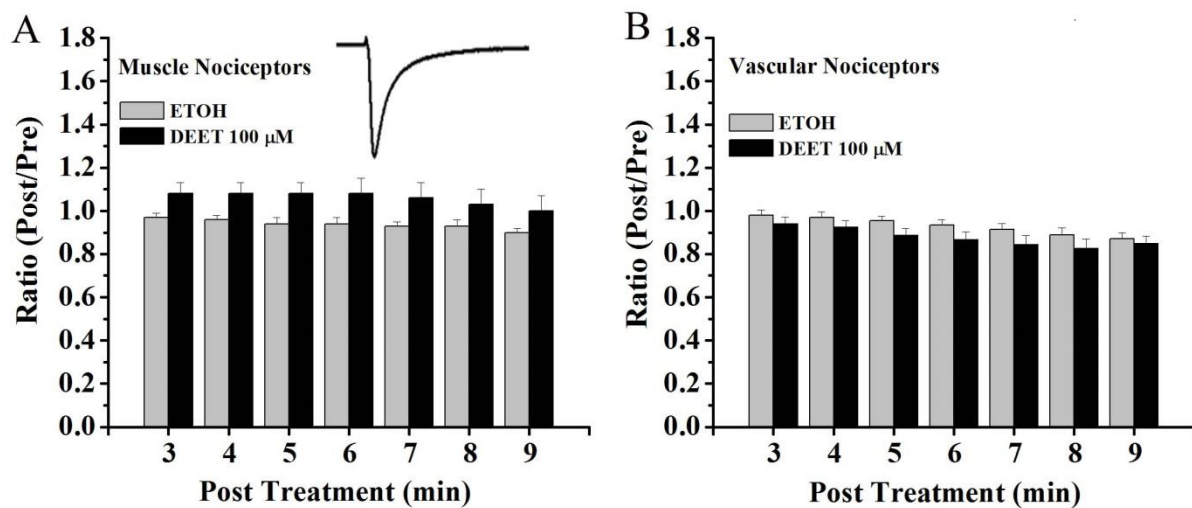 A
1.8
1.6
1.4
1.2
1.0
0.8
0.6
0.4
0.2
0.0
Ratio (Post/Pre)
Muscle Nociceptors
ETOH
DEET 100 μM
3 4 5 6 7 8 9
Post Treatment (min)
B
1.8
1.6
1.4
1.2
1.0
0.8
0.6
0.4
0.2
0.0
Ratio (Post/Pre)
Vascular Nociceptors
ETOH
DEET 100 μM
3 4 5 6 7 8 9
Post Treatment (min)